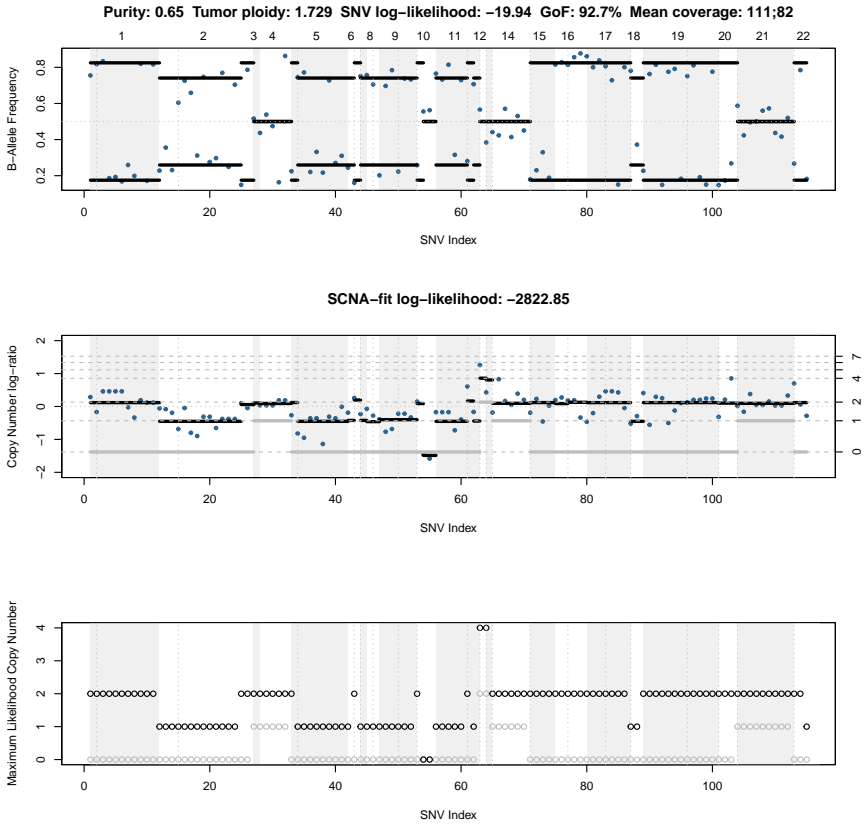 Purity: 0.65 Tumor ploidy: 1.729 SNV log−likelihood: −19.94 GoF: 92.7% Mean coverage: 111;82
1 2 3 4 5 6 8 9 10 11 12 14 15 16 17 18 19 20 21 22
B−Allele Frequency
0.8
0.6
0.4
0.2
0 20 40 60 80 100
SNV Index
SCNA−fit log−likelihood: −2822.85
Copy Number log−ratio
2
1
0
−1
−2
7
4
2
1
0
0 20 40 60 80 100
SNV Index
Maximum Likelihood Copy Number
4
3
2
1
0
0 20 40 60 80 100
SNV Index